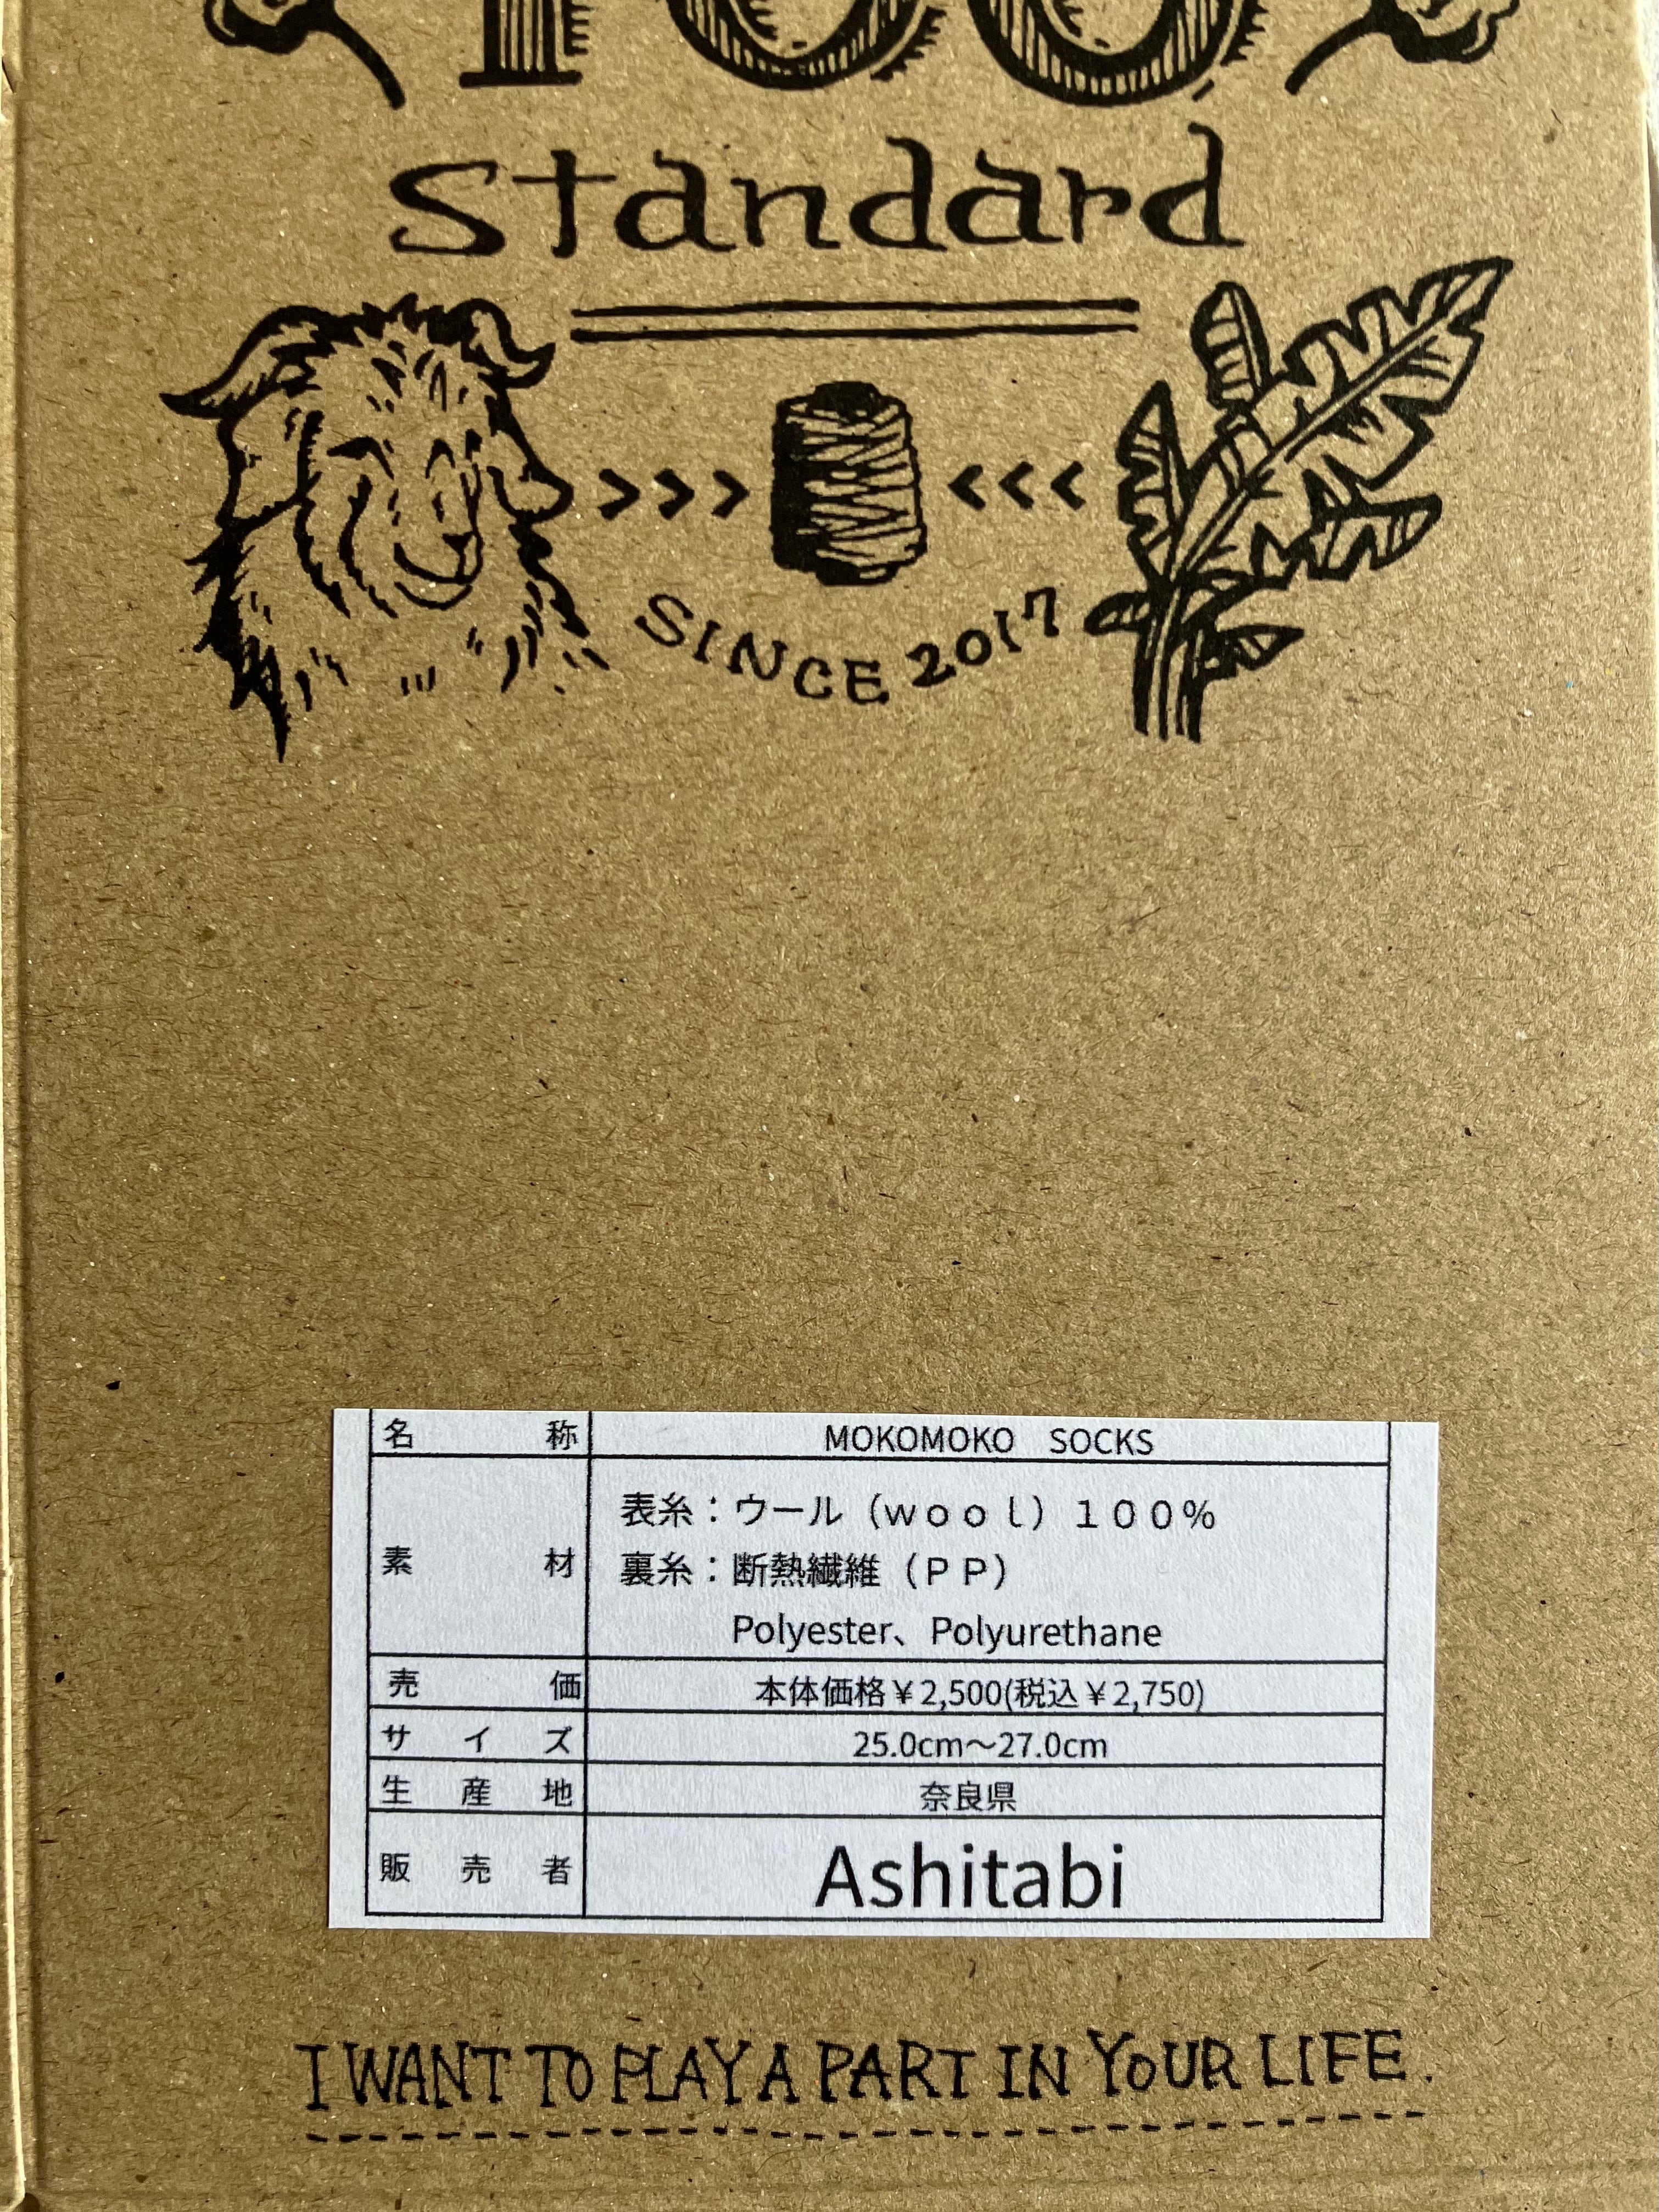 100
standard
SINCE 2017
名称 MOKOMOKO SOCKS
素材 表糸：ウール（ｗｏｏｌ）１００％
裏糸：断熱繊維（ＰＰ）
Polyester、Polyurethane
売価 本体価格￥2,500(税込￥2,750)
サイズ 25.0cm～27.0cm
生産地 奈良県
販売者 Ashitabi
I WANT TO PLAY A PART IN YOUR LIFE.